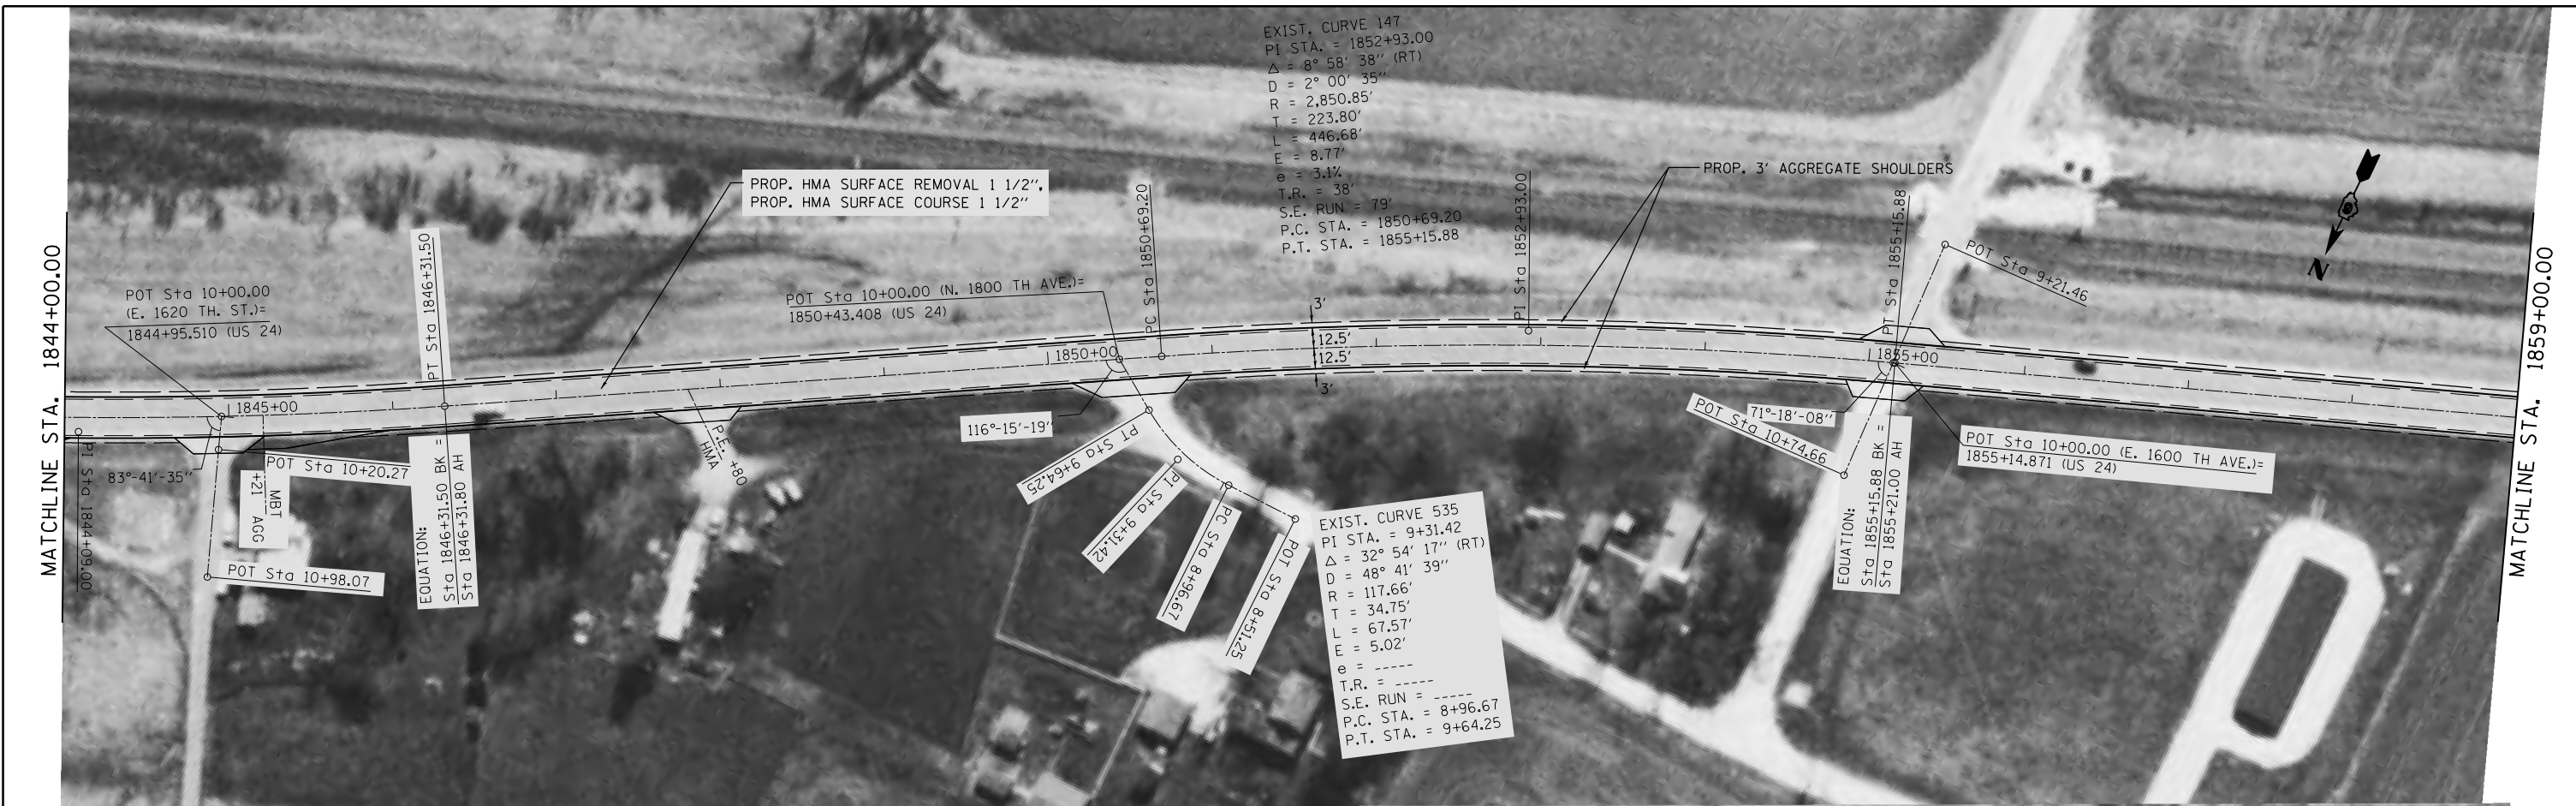 EXIST. CURVE 147
PI STA. = 1852+93.00
Δ = 8° 58' 38'' (RT)
D = 2° 00' 35''
R = 2,850.85'
T = 223.80'
L = 446.68'
E = 8.77'
e = 3.1%
T.R. = 38'
S.E. RUN = 79'
P.C. STA. = 1850+69.20
P.T. STA. = 1855+15.88
PROP. HMA SURFACE REMOVAL 1 1/2'',
PROP. HMA SURFACE COURSE 1 1/2''
PROP. 3' AGGREGATE SHOULDERS
MATCHLINE STA. 1844+00.00
MATCHLINE STA. 1859+00.00
N
POT Sta 10+00.00
(E. 1620 TH. ST.)=
1844+95.510 (US 24)
PT Sta 1846+31.50
POT Sta 10+00.00 (N. 1800 TH AVE.)=
1850+43.408 (US 24)
PC Sta 1850+69.20
PI Sta 1852+93.00
PT Sta 1855+15.88
POT Sta 9+21.46
3'
12.5'
12.5'
3'
1845+00
1850+00
1855+00
PI Sta 1844+09.00
83°-41'-35''
+21
MBT
AGG
POT Sta 10+20.27
POT Sta 10+98.07
EQUATION:
Sta 1846+31.50 BK =
Sta 1846+31.80 AH
P.E. +80
HMA
116°-15'-19''
PT Sta 9+64.25
PI Sta 9+31.42
PC Sta 8+96.67
POT Sta 8+51.25
EXIST. CURVE 535
PI STA. = 9+31.42
Δ = 32° 54' 17'' (RT)
D = 48° 41' 39''
R = 117.66'
T = 34.75'
L = 67.57'
E = 5.02'
e = -----
T.R. = -----
S.E. RUN = -----
P.C. STA. = 8+96.67
P.T. STA. = 9+64.25
71°-18'-08''
POT Sta 10+74.66
EQUATION:
Sta 1855+15.88 BK =
Sta 1855+21.00 AH
POT Sta 10+00.00 (E. 1600 TH AVE.)=
1855+14.871 (US 24)